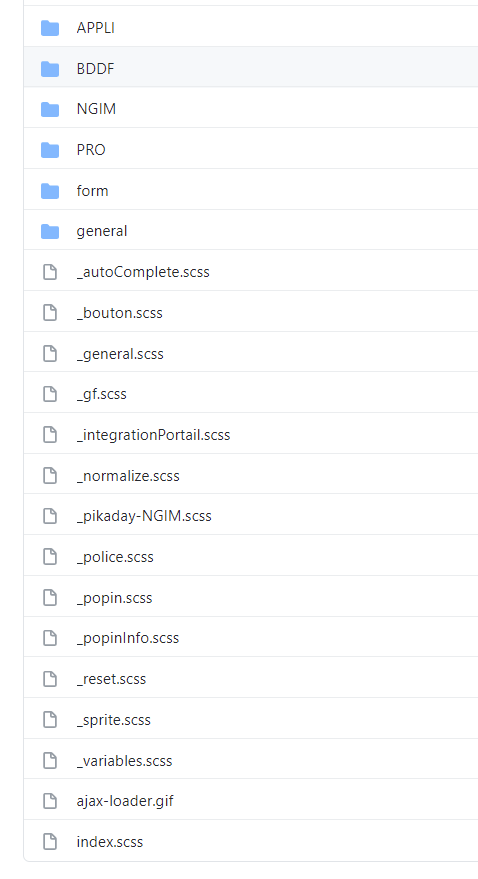 APPLI
BDDF
NGIM
PRO
form
general
_autoComplete.scss
_bouton.scss
_general.scss
_gf.scss
_integrationPortail.scss
_normalize.scss
_pikaday-NGIM.scss
_police.scss
_popin.scss
_popinInfo.scss
_reset.scss
_sprite.scss
_variables.scss
ajax-loader.gif
index.scss